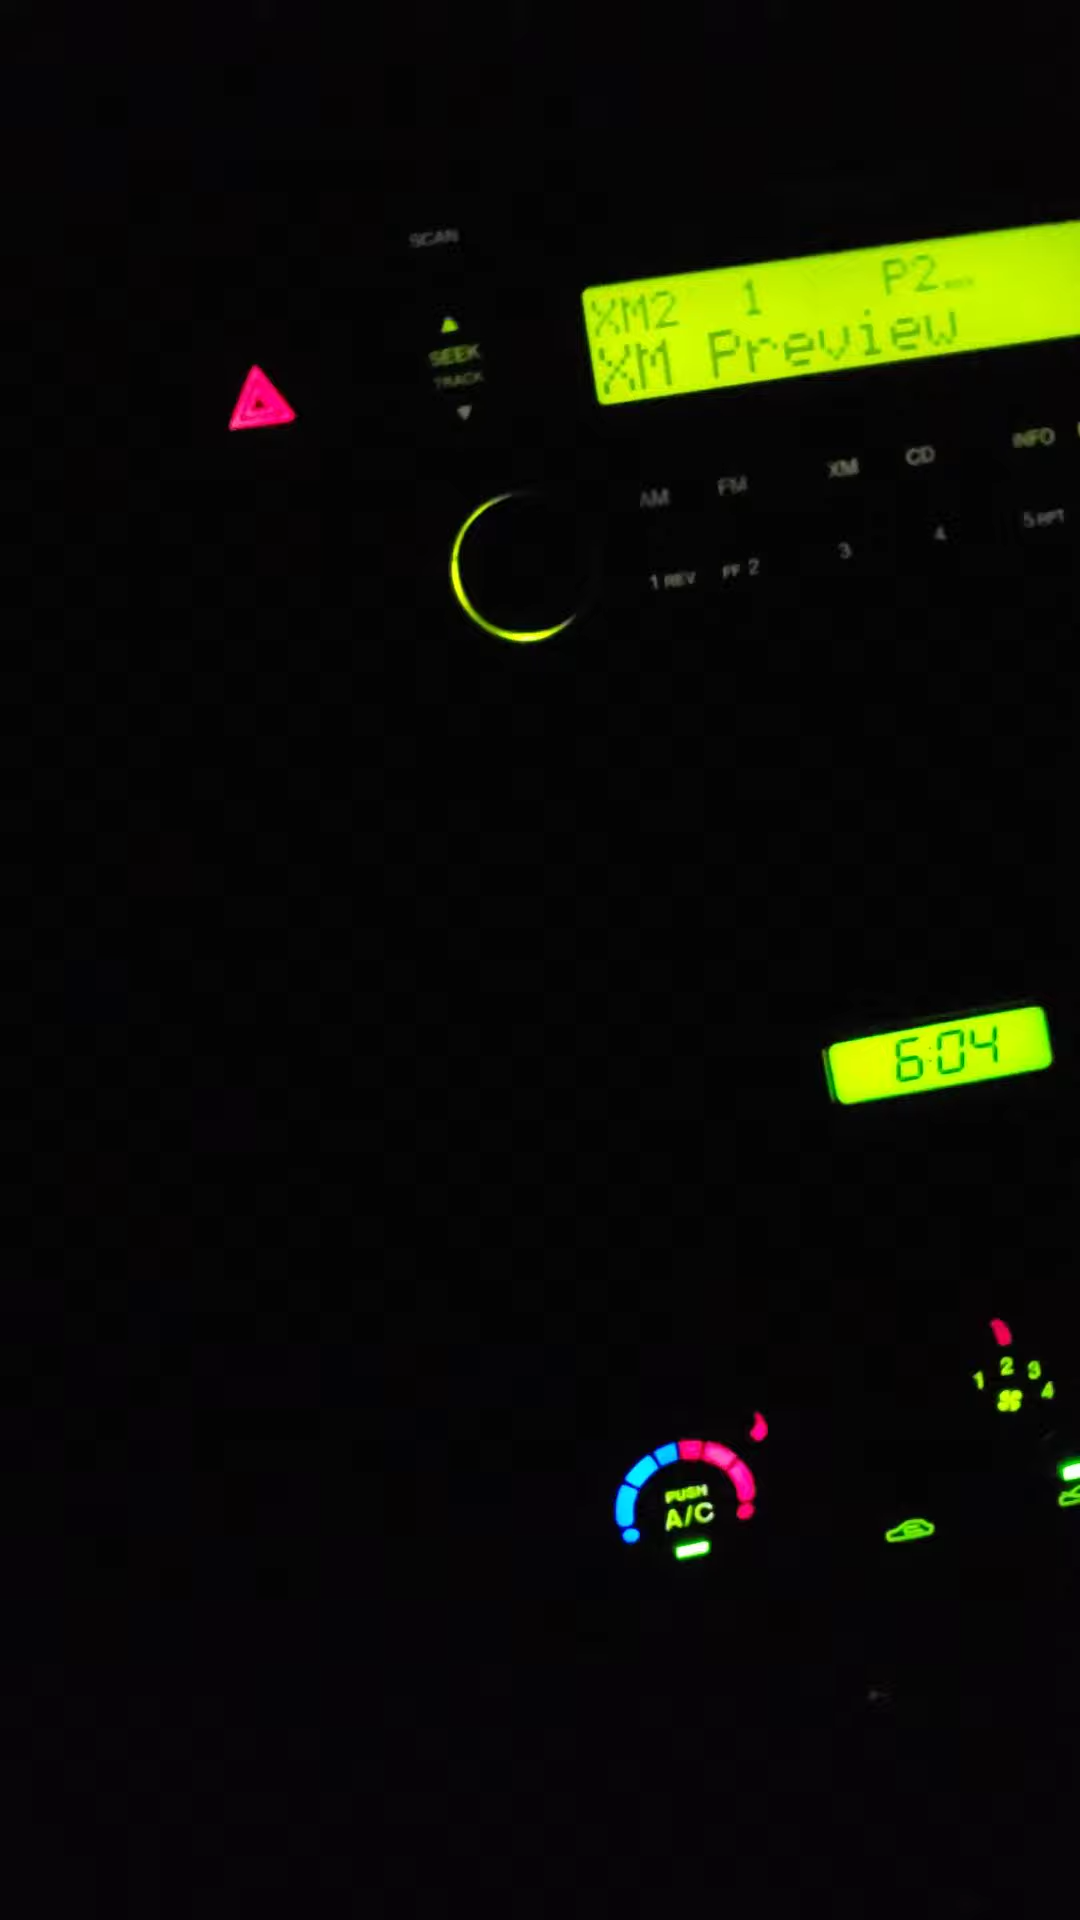 SCAN
XM2 1 P2
XM Preview
SEEK
TRACK
AM FM XM CD INFO
1 REV FF 2 3 4 5 RPT
6:04
1 2 3 4
PUSH
A/C